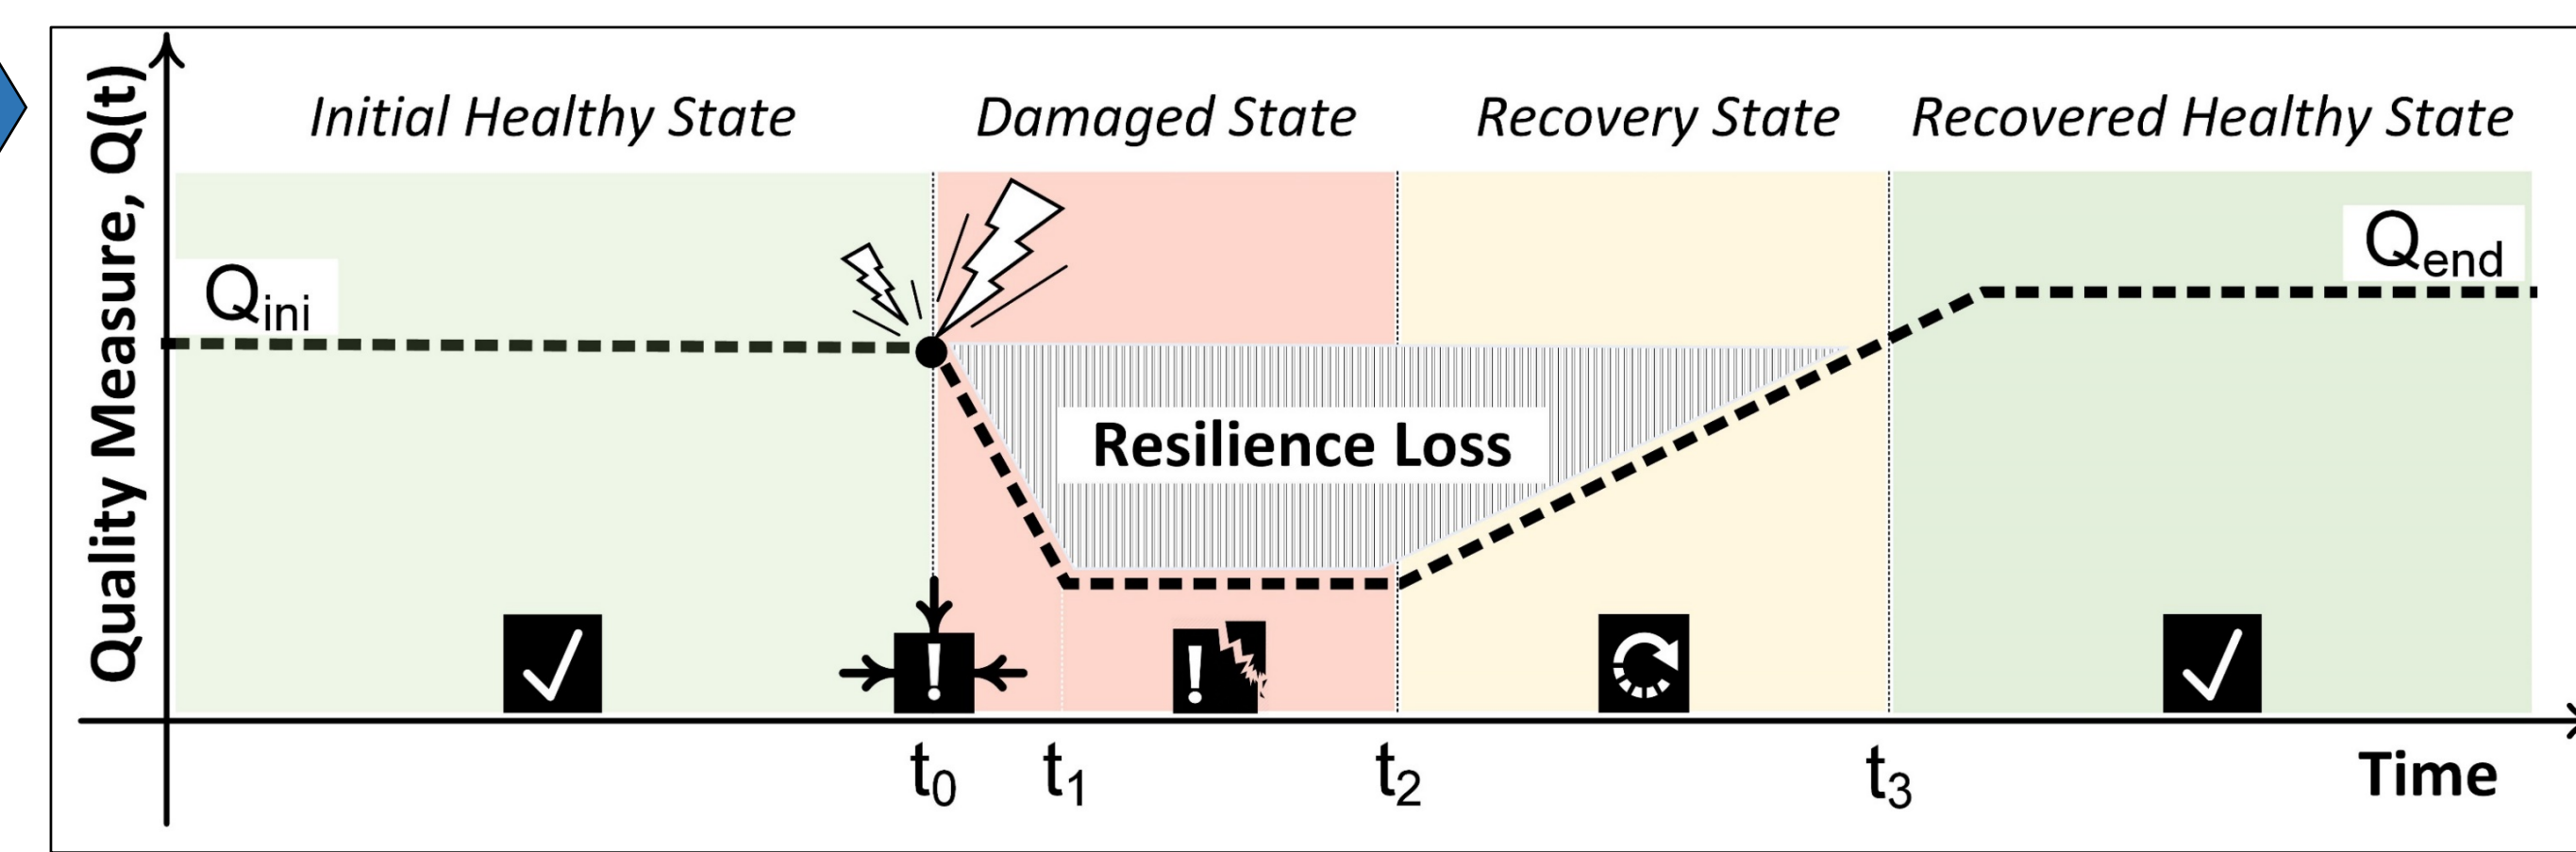 Quality Measure, Q(t)
Initial Healthy State
Damaged State
Recovery State
Recovered Healthy State
Qini
Qend
Resilience Loss
!
!
t0
t1
t2
t3
Time